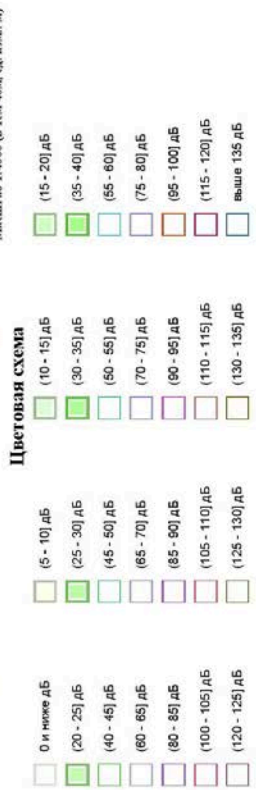 Цветовая схема
0 и ниже дБ (5 - 10] дБ (10 - 15] дБ (15 - 20] дБ
(20 - 25] дБ (25 - 30] дБ (30 - 35] дБ (35 - 40] дБ
(40 - 45] дБ (45 - 50] дБ (50 - 55] дБ (55 - 60] дБ
(60 - 65] дБ (65 - 70] дБ (70 - 75] дБ (75 - 80] дБ
(80 - 85] дБ (85 - 90] дБ (90 - 95] дБ (95 - 100] дБ
(100 - 105] дБ (105 - 110] дБ (110 - 115] дБ (115 - 120] дБ
(120 - 125] дБ (125 - 130] дБ (130 - 135] дБ выше 135 дБ